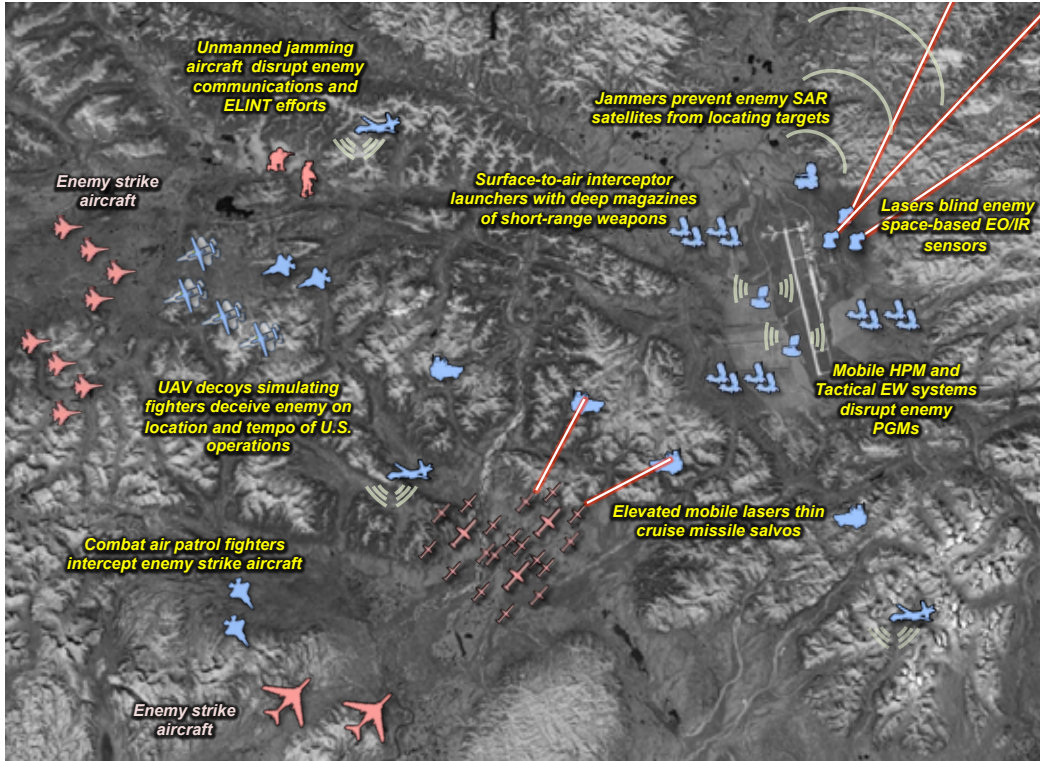 Unmanned jamming
aircraft disrupt enemy
communications and
ELINT efforts
Jammers prevent enemy SAR
satellites from locating targets
Enemy strike
aircraft
Surface-to-air interceptor
launchers with deep magazines
of short-range weapons
Lasers blind enemy
space-based EO/IR
sensors
UAV decoys simulating
fighters deceive enemy on
location and tempo of U.S.
operations
Mobile HPM and
Tactical EW systems
disrupt enemy
PGMs
Elevated mobile lasers thin
cruise missile salvos
Combat air patrol fighters
intercept enemy strike aircraft
Enemy strike
aircraft